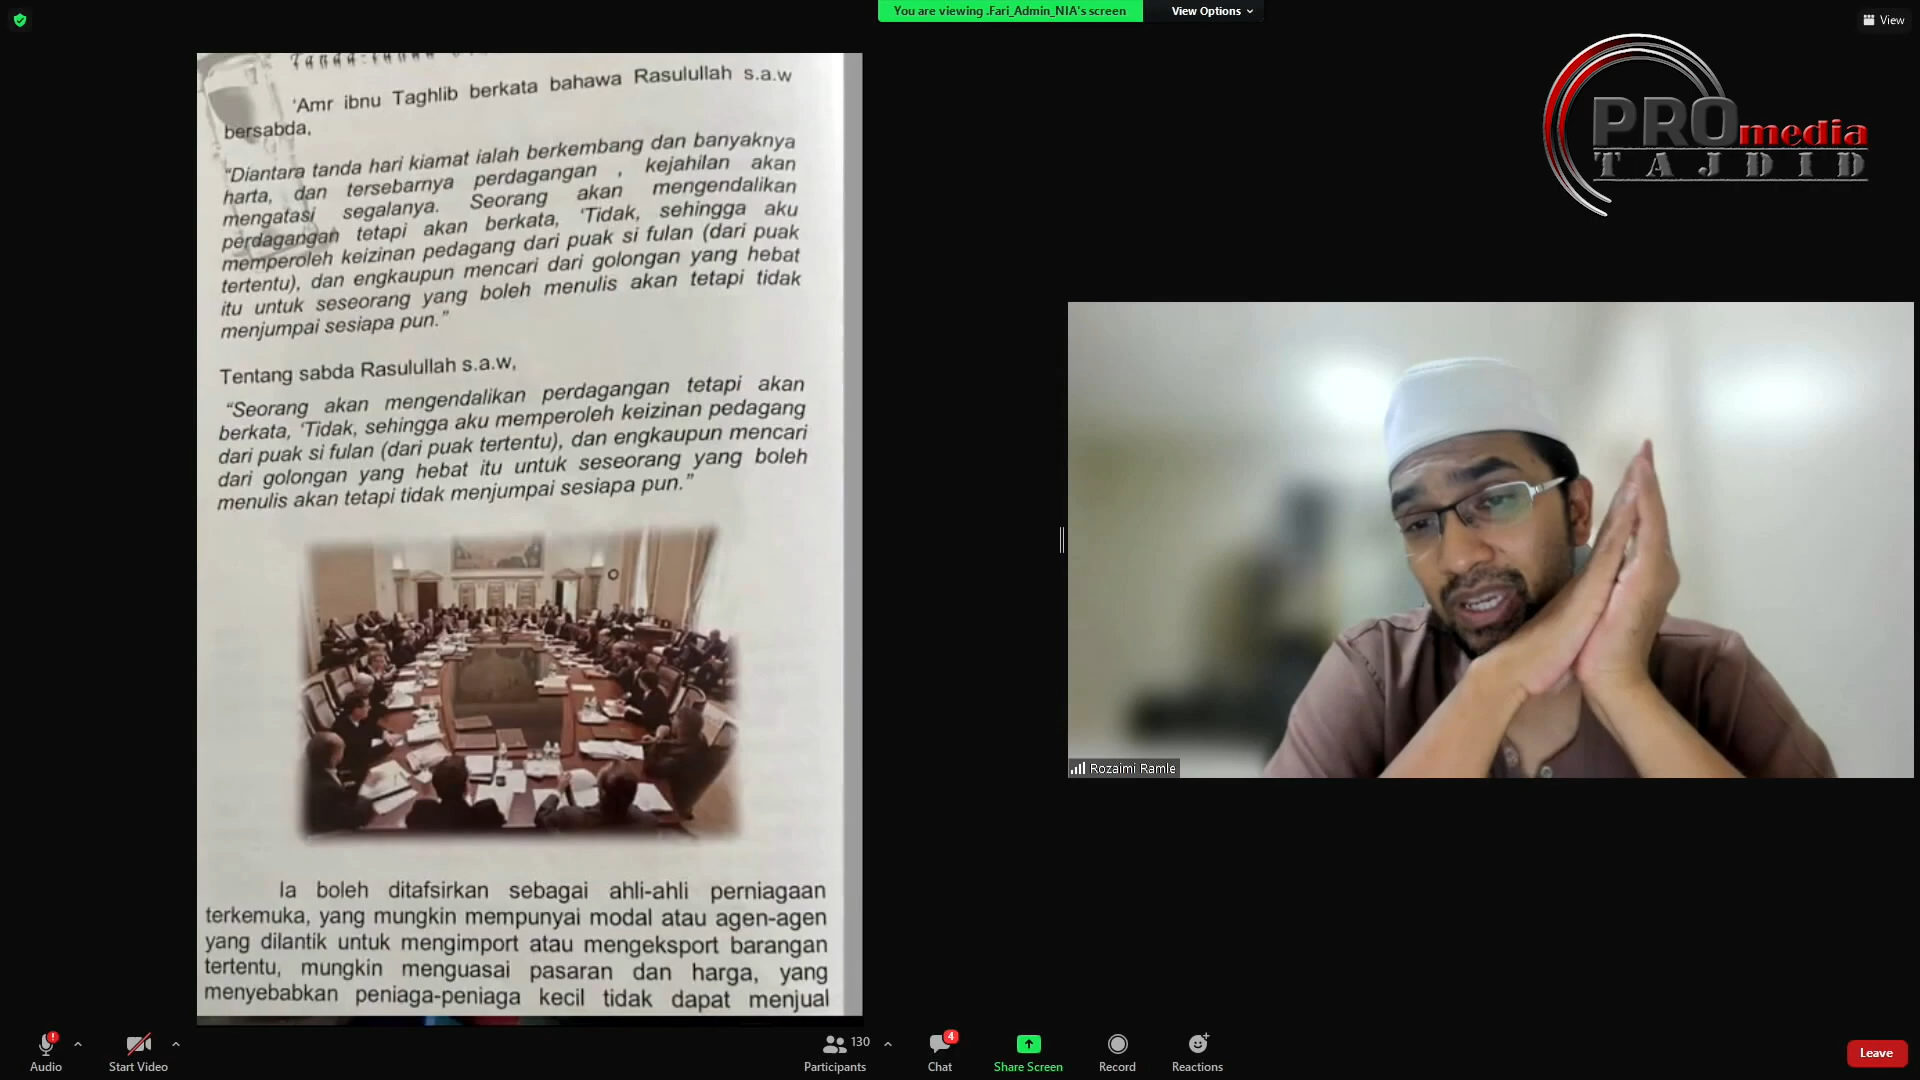 You are viewing .Fari_Admin_NIA's screen
View Options
View
PROmedia
TAJDID
'Amr ibnu Taghlib berkata bahawa Rasulullah s.a.w
bersabda,
"Diantara tanda hari kiamat ialah berkembang dan banyaknya
harta, dan tersebarnya perdagangan , kejahilan akan
mengatasi segalanya. Seorang akan mengendalikan
perdagangan tetapi akan berkata, 'Tidak, sehingga aku
memperoleh keizinan pedagang dari puak si fulan (dari puak
tertentu), dan engkaupun mencari dari golongan yang hebat
itu untuk seseorang yang boleh menulis akan tetapi tidak
menjumpai sesiapa pun."
Tentang sabda Rasulullah s.a.w,
"Seorang akan mengendalikan perdagangan tetapi akan
berkata, 'Tidak, sehingga aku memperoleh keizinan pedagang
dari puak si fulan (dari puak tertentu), dan engkaupun mencari
dari golongan yang hebat itu untuk seseorang yang boleh
menulis akan tetapi tidak menjumpai sesiapa pun."
Ia boleh ditafsirkan sebagai ahli-ahli perniagaan
terkemuka, yang mungkin mempunyai modal atau agen-agen
yang dilantik untuk mengimport atau mengeksport barangan
tertentu, mungkin menguasai pasaran dan harga, yang
menyebabkan peniaga-peniaga kecil tidak dapat menjual
Rozaimi Ramle
Audio
Start Video
Participants
130
Chat
4
Share Screen
Record
Reactions
Leave